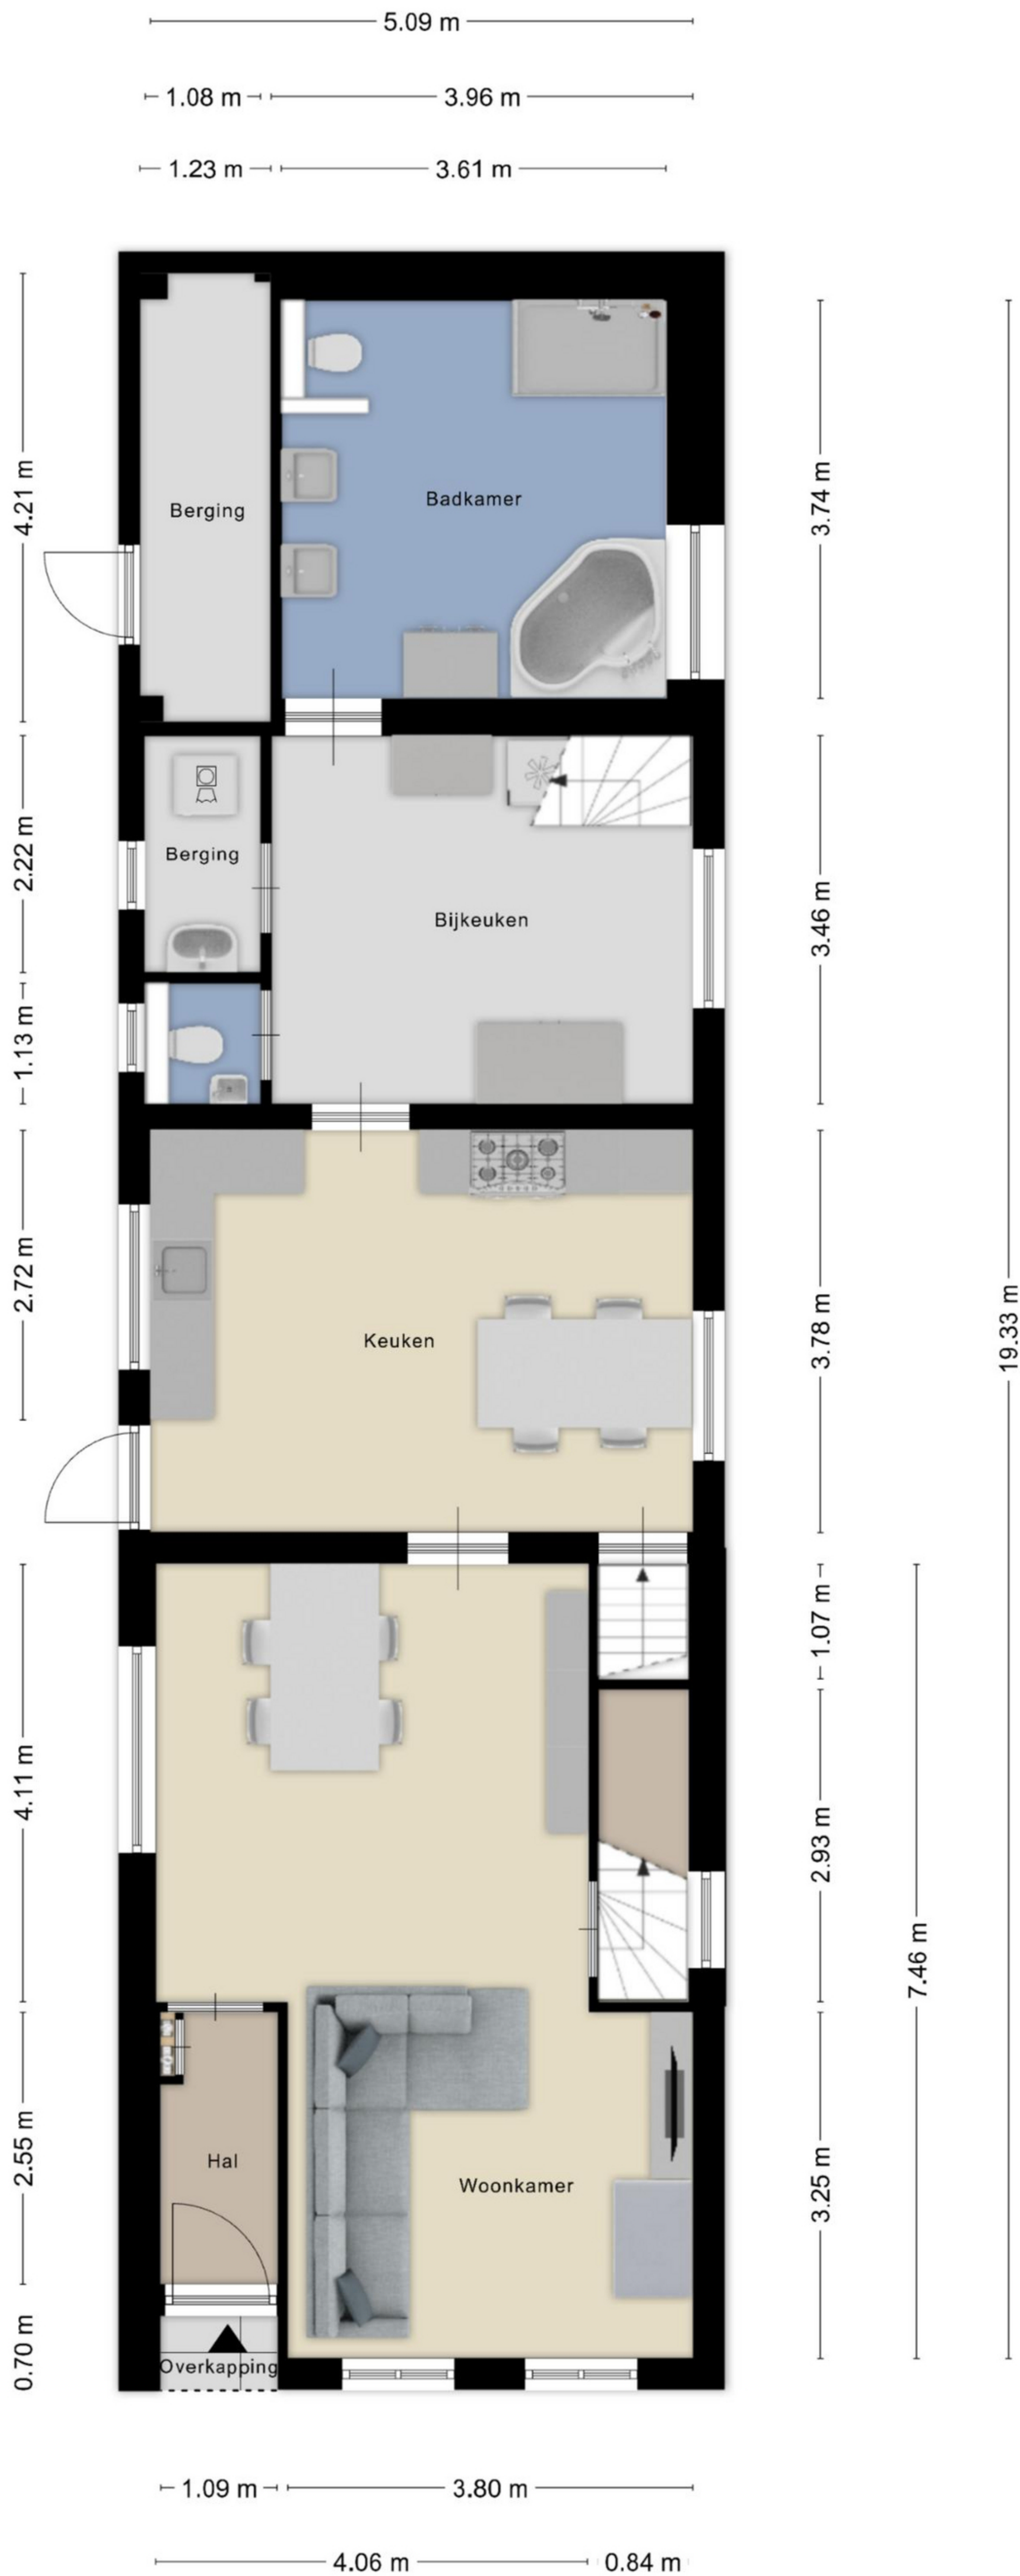 5.09 m
1.08 m
3.96 m
1.23 m
3.61 m
4.21 m
Berging
Badkamer
3.74 m
2.22 m
Berging
Bijkeuken
3.46 m
1.13 m
2.72 m
Keuken
3.78 m
19.33 m
1.07 m
4.11 m
2.93 m
7.46 m
2.55 m
Hal
Woonkamer
3.25 m
0.70 m
Overkapping
1.09 m
3.80 m
4.06 m
0.84 m